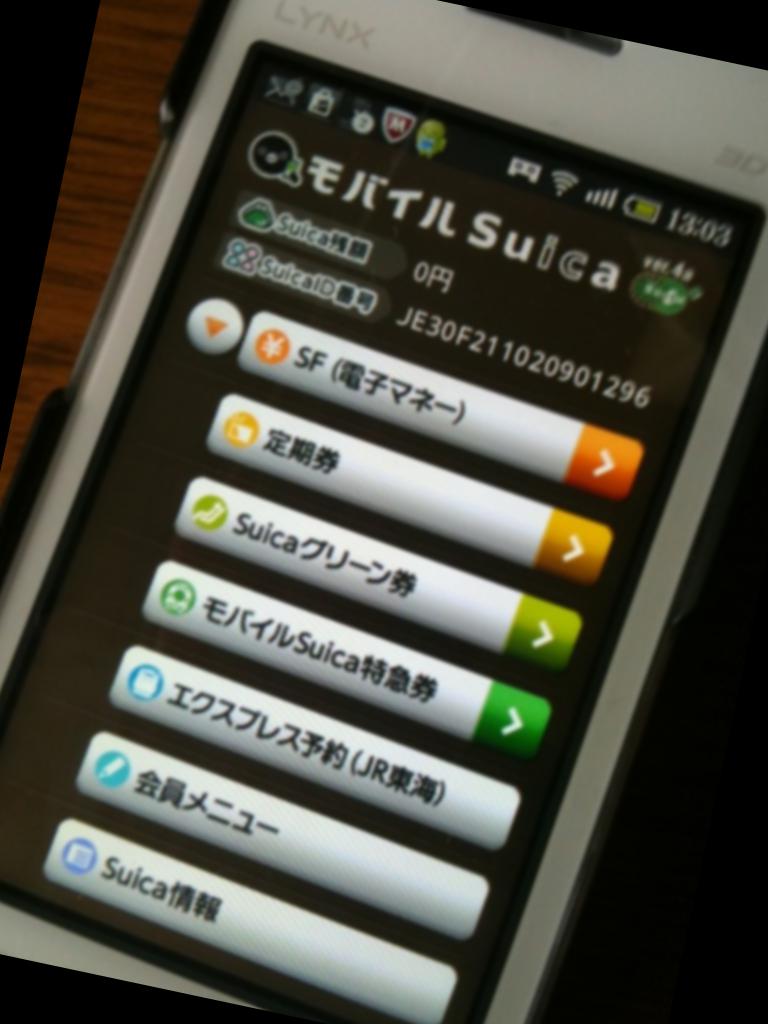 LYNX
3D
13:03
モバイルSuica
Suica残額 0円
SuicaID番号 JE30F211020901296
SF (電子マネー)
定期券
Suicaグリーン券
モバイルSuica特急券
エクスプレス予約 (JR東海)
会員メニュー
Suica情報